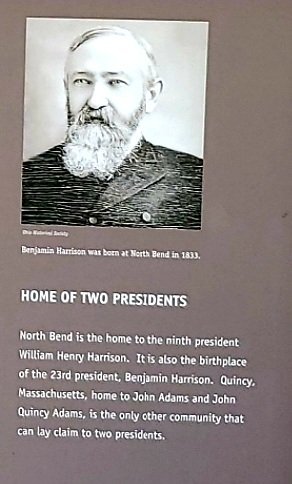 Ohio Historical Society
Benjamin Harrison was born at North Bend in 1833.
HOME OF TWO PRESIDENTS
North Bend is the home to the ninth president
William Henry Harrison. It is also the birthplace
of the 23rd president, Benjamin Harrison. Quincy,
Massachusetts, home to John Adams and John
Quincy Adams, is the only other community that
can lay claim to two presidents.